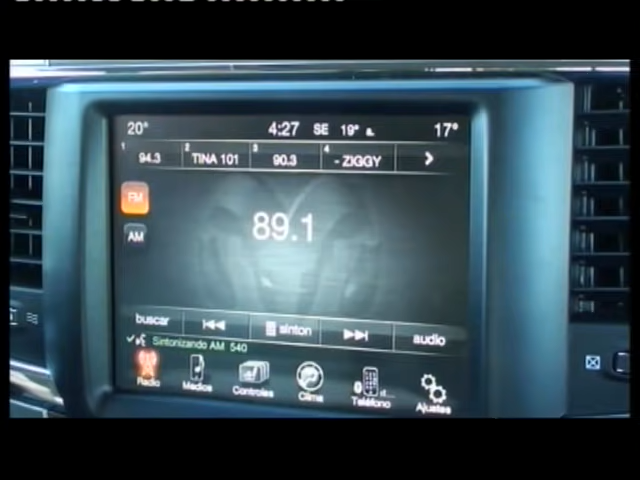 20° 4:27 SE 19° 17°
1 94.3 2 TINA 101 3 90.3 4 - ZIGGY >
FM
89.1
AM
buscar sinton audio
Sintonizando AM 540
Radio Medios Controles Clima Teléfono Ajustes